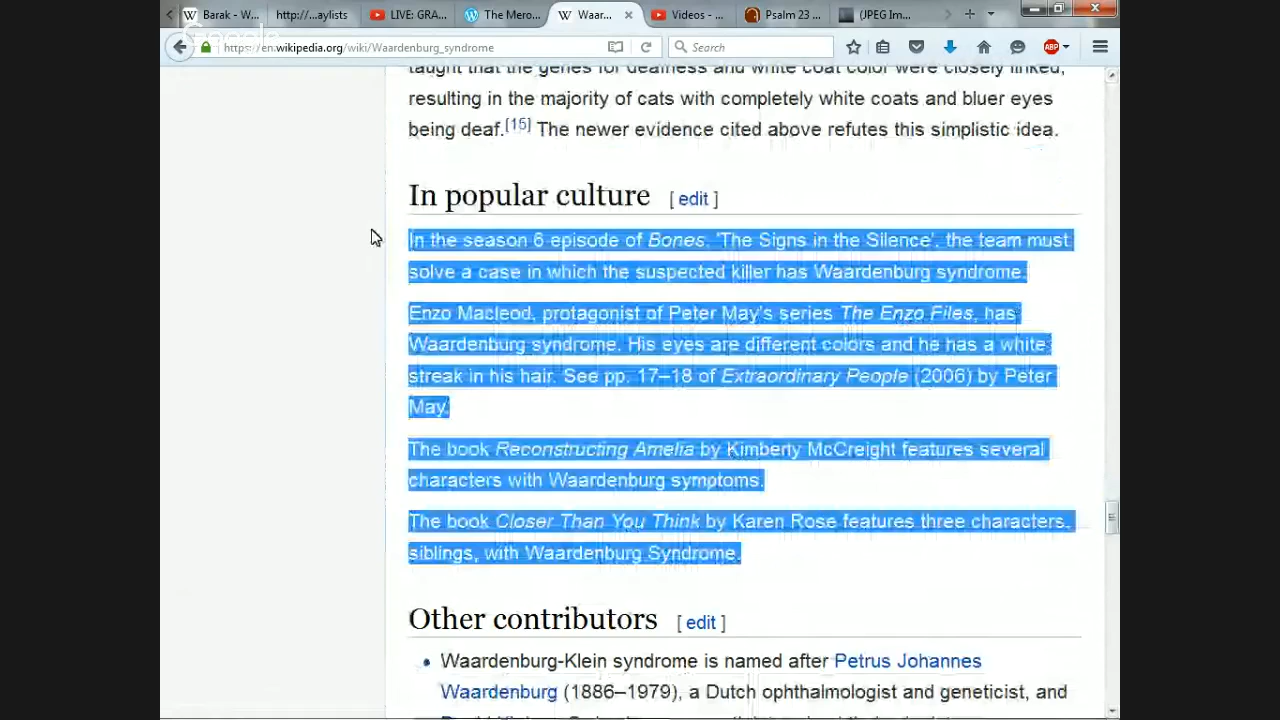 Barak - W...
http://...aylists
LIVE: GRA...
The Mero...
Waar...
Videos - ...
Psalm 23 ...
(JPEG Im...
Google
https://en.wikipedia.org/wiki/Waardenburg_syndrome
Search
ABP
taught that the genes for deafness and white coat color were closely linked,
resulting in the majority of cats with completely white coats and bluer eyes
being deaf.[15] The newer evidence cited above refutes this simplistic idea.
In popular culture [ edit ]
In the season 6 episode of Bones, 'The Signs in the Silence', the team must
solve a case in which the suspected killer has Waardenburg syndrome.
Enzo Macleod, protagonist of Peter May's series The Enzo Files, has
Waardenburg syndrome. His eyes are different colors and he has a white
streak in his hair. See pp. 17–18 of Extraordinary People (2006) by Peter
May.
The book Reconstructing Amelia by Kimberly McCreight features several
characters with Waardenburg symptoms.
The book Closer Than You Think by Karen Rose features three characters,
siblings, with Waardenburg Syndrome.
Other contributors [ edit ]
Waardenburg-Klein syndrome is named after Petrus Johannes
Waardenburg (1886–1979), a Dutch ophthalmologist and geneticist, and